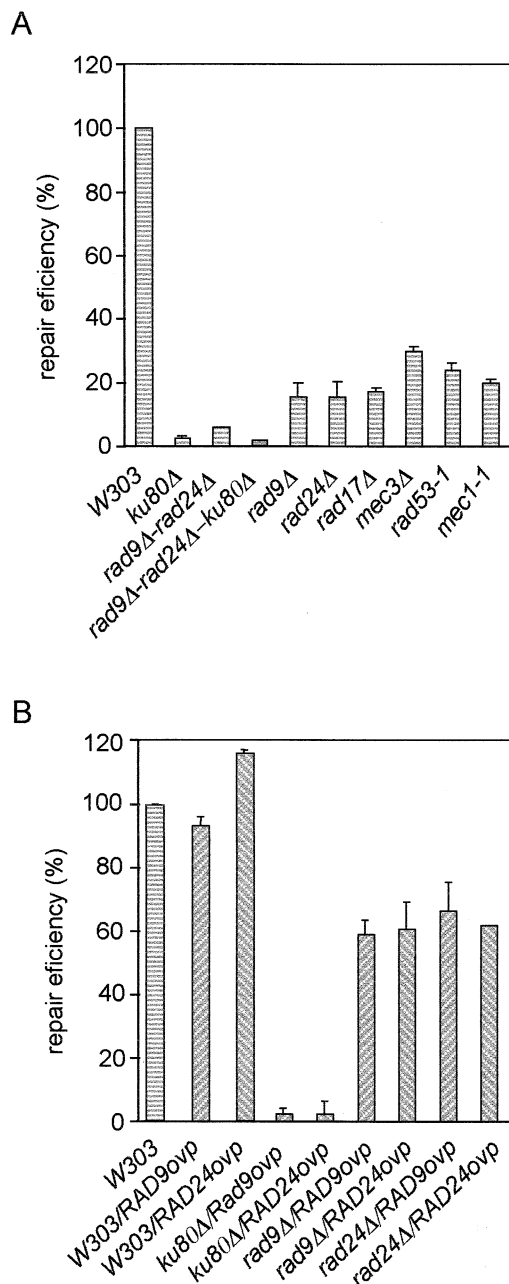 A
120
100
80
60
40
20
0
repair eficiency (%)
W303
ku80Δ
rad9Δ-rad24Δ
rad9Δ-rad24Δ–ku80Δ
rad9Δ
rad24Δ
rad17Δ
mec3Δ
rad53-1
mec1-1
B
120
100
80
60
40
20
0
repair eficiency (%)
W303
W303/RAD9ovp
W303/RAD24ovp
ku80Δ/Rad9ovp
ku80Δ/RAD24ovp
rad9Δ/RAD9ovp
rad9Δ/RAD24ovp
rad24Δ/RAD9ovp
rad24Δ/RAD24ovp